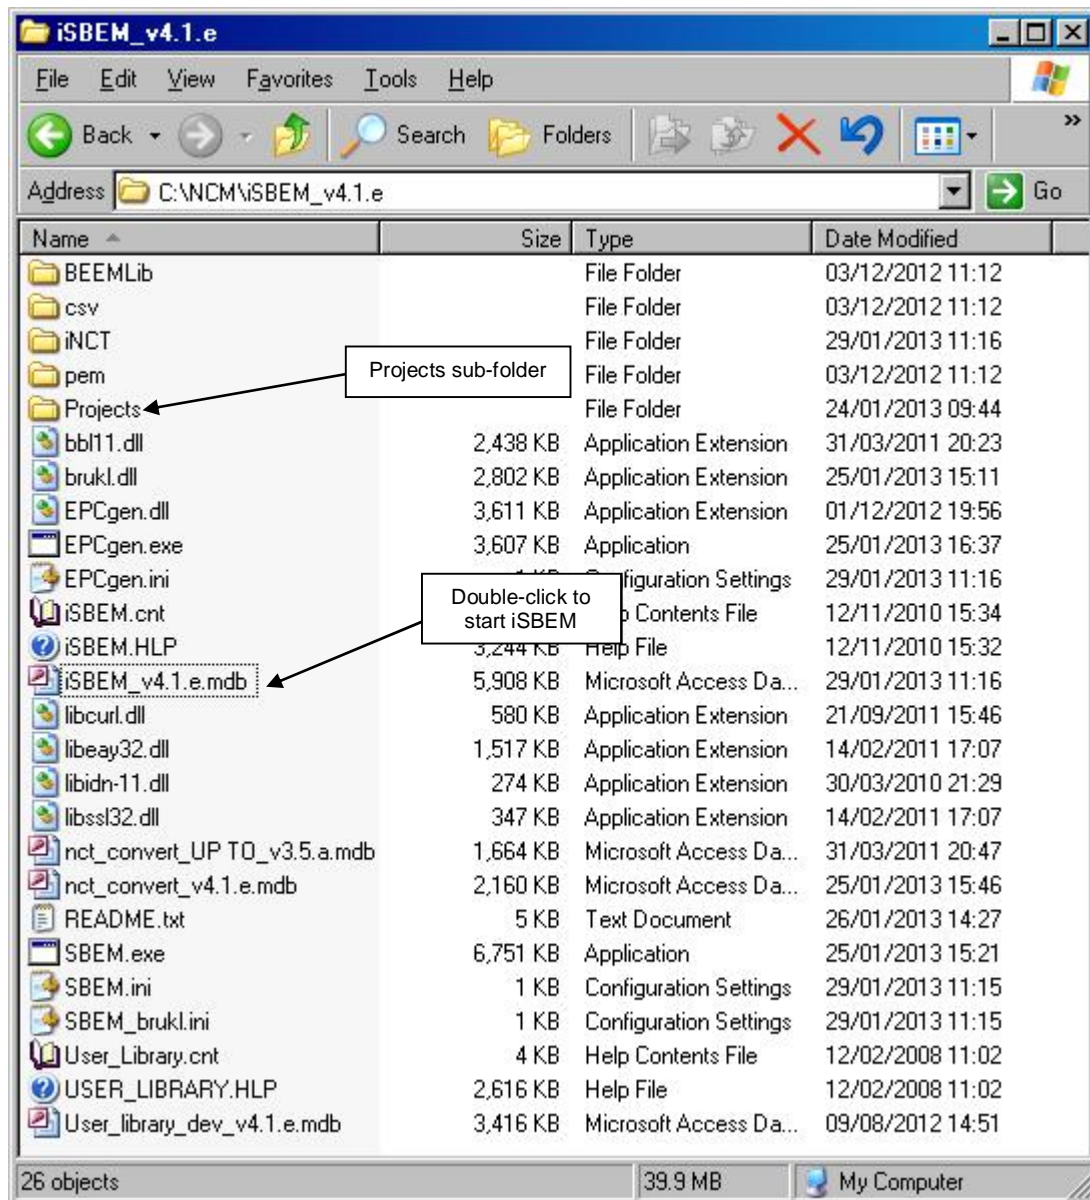 iSBEM_v4.1.e
File Edit View Favorites Tools Help
Back Search Folders »
Address C:\NCM\iSBEM_v4.1.e Go
Name Size Type Date Modified
BEEMLib File Folder 03/12/2012 11:12
csv File Folder 03/12/2012 11:12
iNCT File Folder 29/01/2013 11:16
pem File Folder 03/12/2012 11:12
Projects sub-folder
Projects File Folder 24/01/2013 09:44
bbl11.dll 2,438 KB Application Extension 31/03/2011 20:23
brukl.dll 2,802 KB Application Extension 25/01/2013 15:11
EPCgen.dll 3,611 KB Application Extension 01/12/2012 19:56
EPCgen.exe 3,607 KB Application 25/01/2013 16:37
EPCgen.ini figuration Settings 29/01/2013 11:16
Double-click to
start iSBEM
iSBEM.cnt Contents File 12/11/2010 15:34
iSBEM.HLP 3,244 KB Help File 12/11/2010 15:32
iSBEM_v4.1.e.mdb 5,908 KB Microsoft Access Da... 29/01/2013 11:16
libcurl.dll 580 KB Application Extension 21/09/2011 15:46
libeay32.dll 1,517 KB Application Extension 14/02/2011 17:07
libidn-11.dll 274 KB Application Extension 30/03/2010 21:29
libssl32.dll 347 KB Application Extension 14/02/2011 17:07
nct_convert_UP TO_v3.5.a.mdb 1,664 KB Microsoft Access Da... 31/03/2011 20:47
nct_convert_v4.1.e.mdb 2,160 KB Microsoft Access Da... 25/01/2013 15:46
README.txt 5 KB Text Document 26/01/2013 14:27
SBEM.exe 6,751 KB Application 25/01/2013 15:21
SBEM.ini 1 KB Configuration Settings 29/01/2013 11:15
SBEM_brukl.ini 1 KB Configuration Settings 29/01/2013 11:15
User_Library.cnt 4 KB Help Contents File 12/02/2008 11:02
USER_LIBRARY.HLP 2,616 KB Help File 12/02/2008 11:02
User_library_dev_v4.1.e.mdb 3,416 KB Microsoft Access Da... 09/08/2012 14:51
26 objects 39.9 MB My Computer